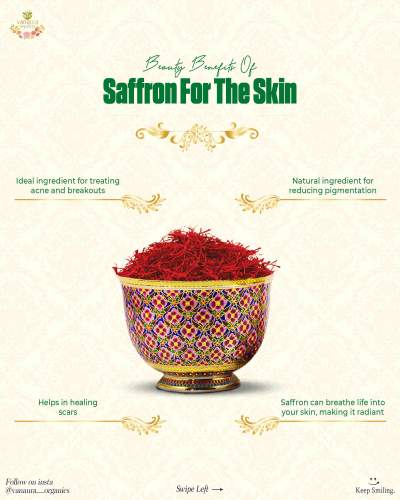 Beauty Benefits Of
Saffron For The Skin
Ideal ingredient for treating
acne and breakouts
Natural ingredient for
reducing pigmentation
Helps in healing
scars
Saffron can breathe life into
your skin, making it radiant
Follow on insta
Swipe Left
Keep Smiling.